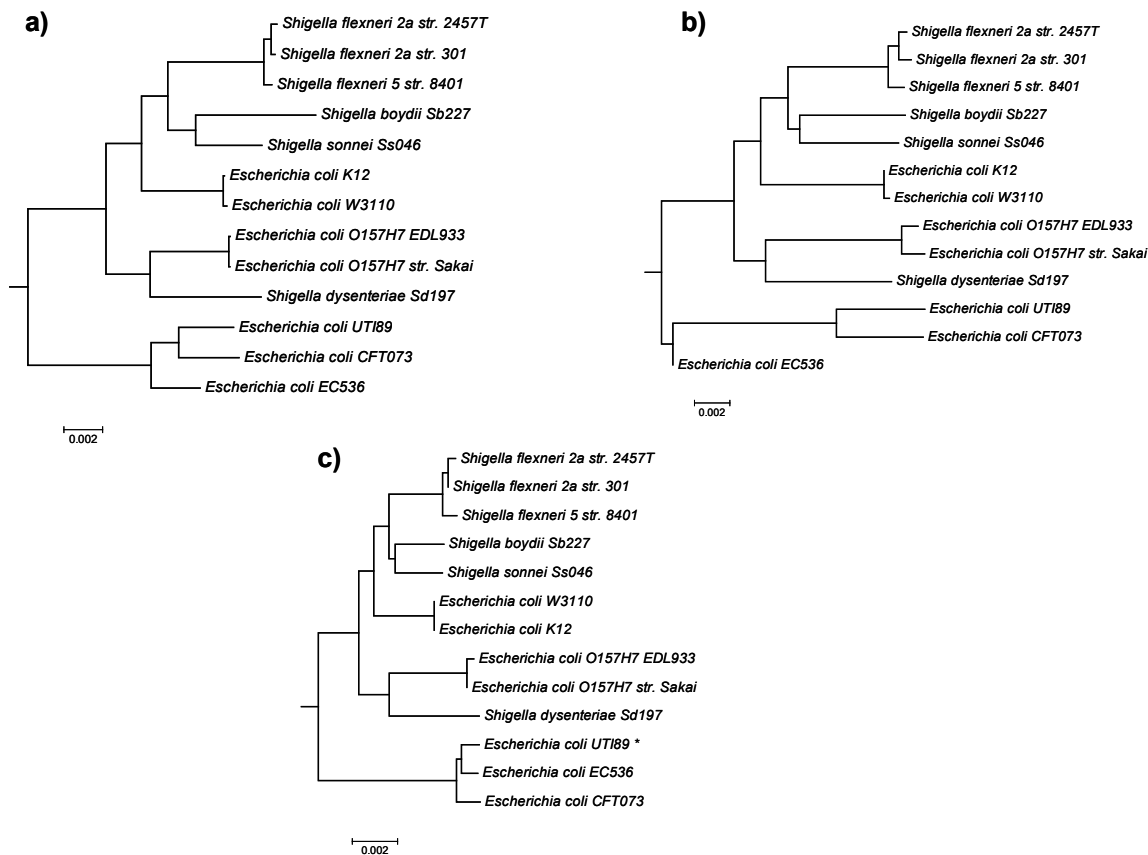 a)
Shigella flexneri 2a str. 2457T
Shigella flexneri 2a str. 301
Shigella flexneri 5 str. 8401
Shigella boydii Sb227
Shigella sonnei Ss046
Escherichia coli K12
Escherichia coli W3110
Escherichia coli O157H7 EDL933
Escherichia coli O157H7 str. Sakai
Shigella dysenteriae Sd197
Escherichia coli UTI89
Escherichia coli CFT073
Escherichia coli EC536
0.002
b)
Shigella flexneri 2a str. 2457T
Shigella flexneri 2a str. 301
Shigella flexneri 5 str. 8401
Shigella boydii Sb227
Shigella sonnei Ss046
Escherichia coli K12
Escherichia coli W3110
Escherichia coli O157H7 EDL933
Escherichia coli O157H7 str. Sakai
Shigella dysenteriae Sd197
Escherichia coli UTI89
Escherichia coli CFT073
Escherichia coli EC536
0.002
c)
Shigella flexneri 2a str. 2457T
Shigella flexneri 2a str. 301
Shigella flexneri 5 str. 8401
Shigella boydii Sb227
Shigella sonnei Ss046
Escherichia coli W3110
Escherichia coli K12
Escherichia coli O157H7 EDL933
Escherichia coli O157H7 str. Sakai
Shigella dysenteriae Sd197
Escherichia coli UTI89 *
Escherichia coli EC536
Escherichia coli CFT073
0.002